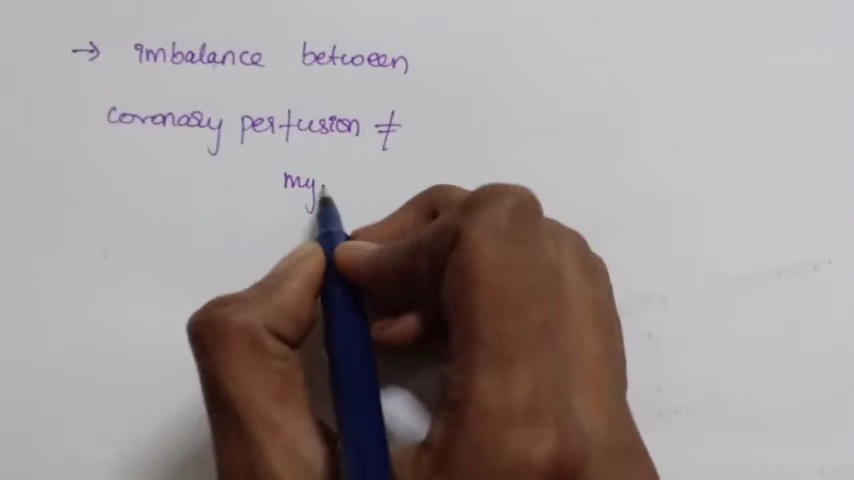 → imbalance between
coronary perfusion ≠
my